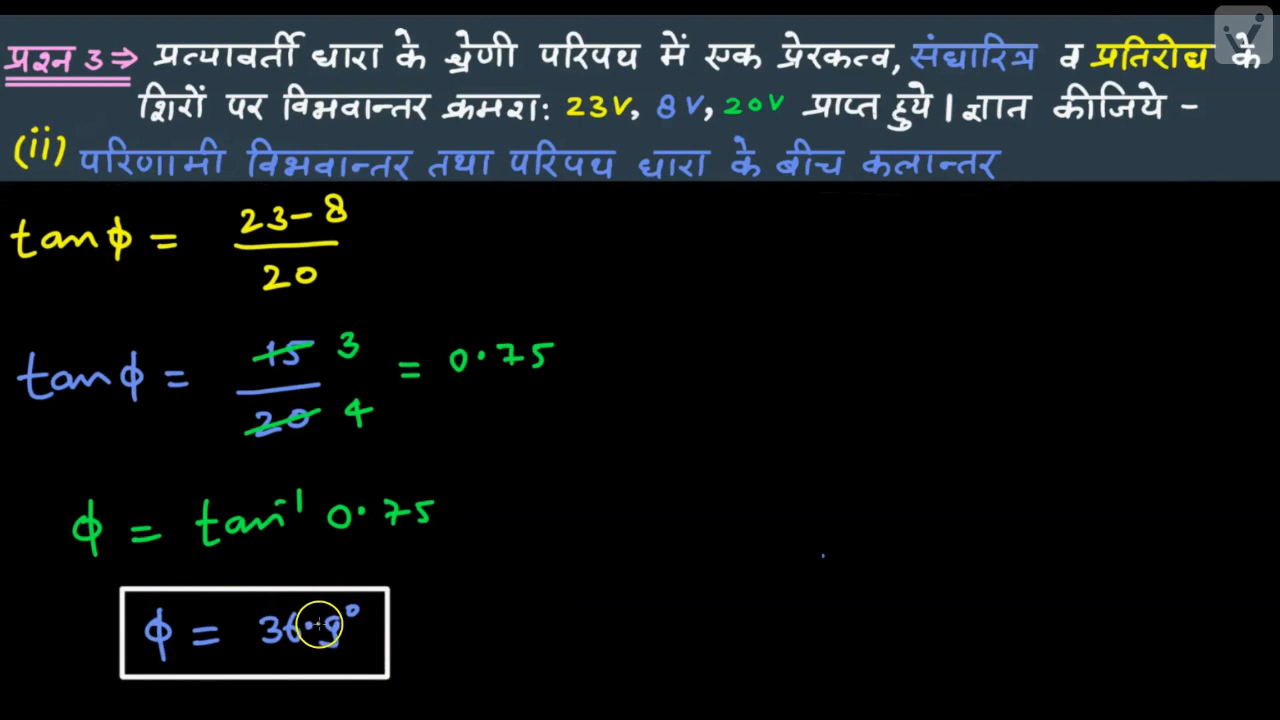 प्रश्न 3⇒ प्रत्यावर्ती धारा के श्रेणी परिपथ में एक प्रेरकत्व, संधारित्र व प्रतिरोध के
शिरों पर विभवान्तर क्रमश: 23V, 8V, 20V प्राप्त हुये। ज्ञात कीजिये -
(ii) परिणामी विभवान्तर तथा परिपथ धारा के बीच कलान्तर
tan ϕ = 23-8 / 20
tan ϕ = 15 3 / 20 4 = 0.75
ϕ = tan⁻¹ 0.75
ϕ = 36.9°